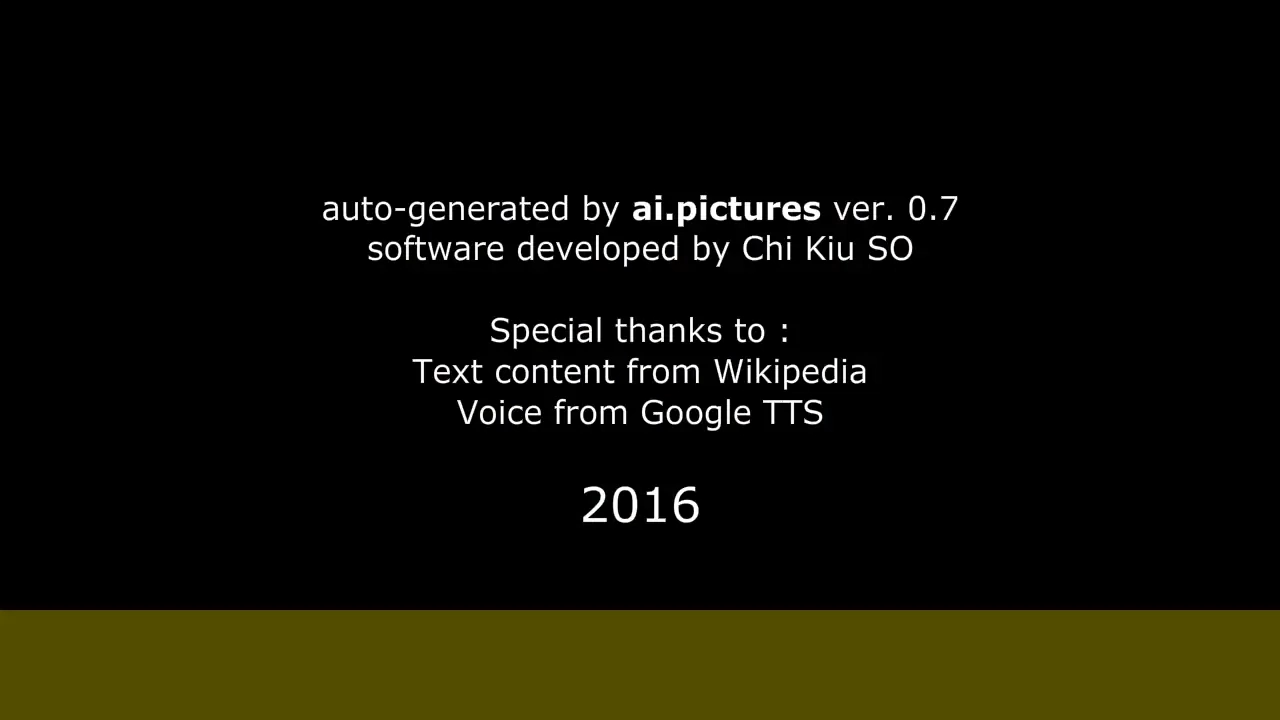 auto-generated by ai.pictures ver. 0.7
software developed by Chi Kiu SO
Special thanks to :
Text content from Wikipedia
Voice from Google TTS
2016